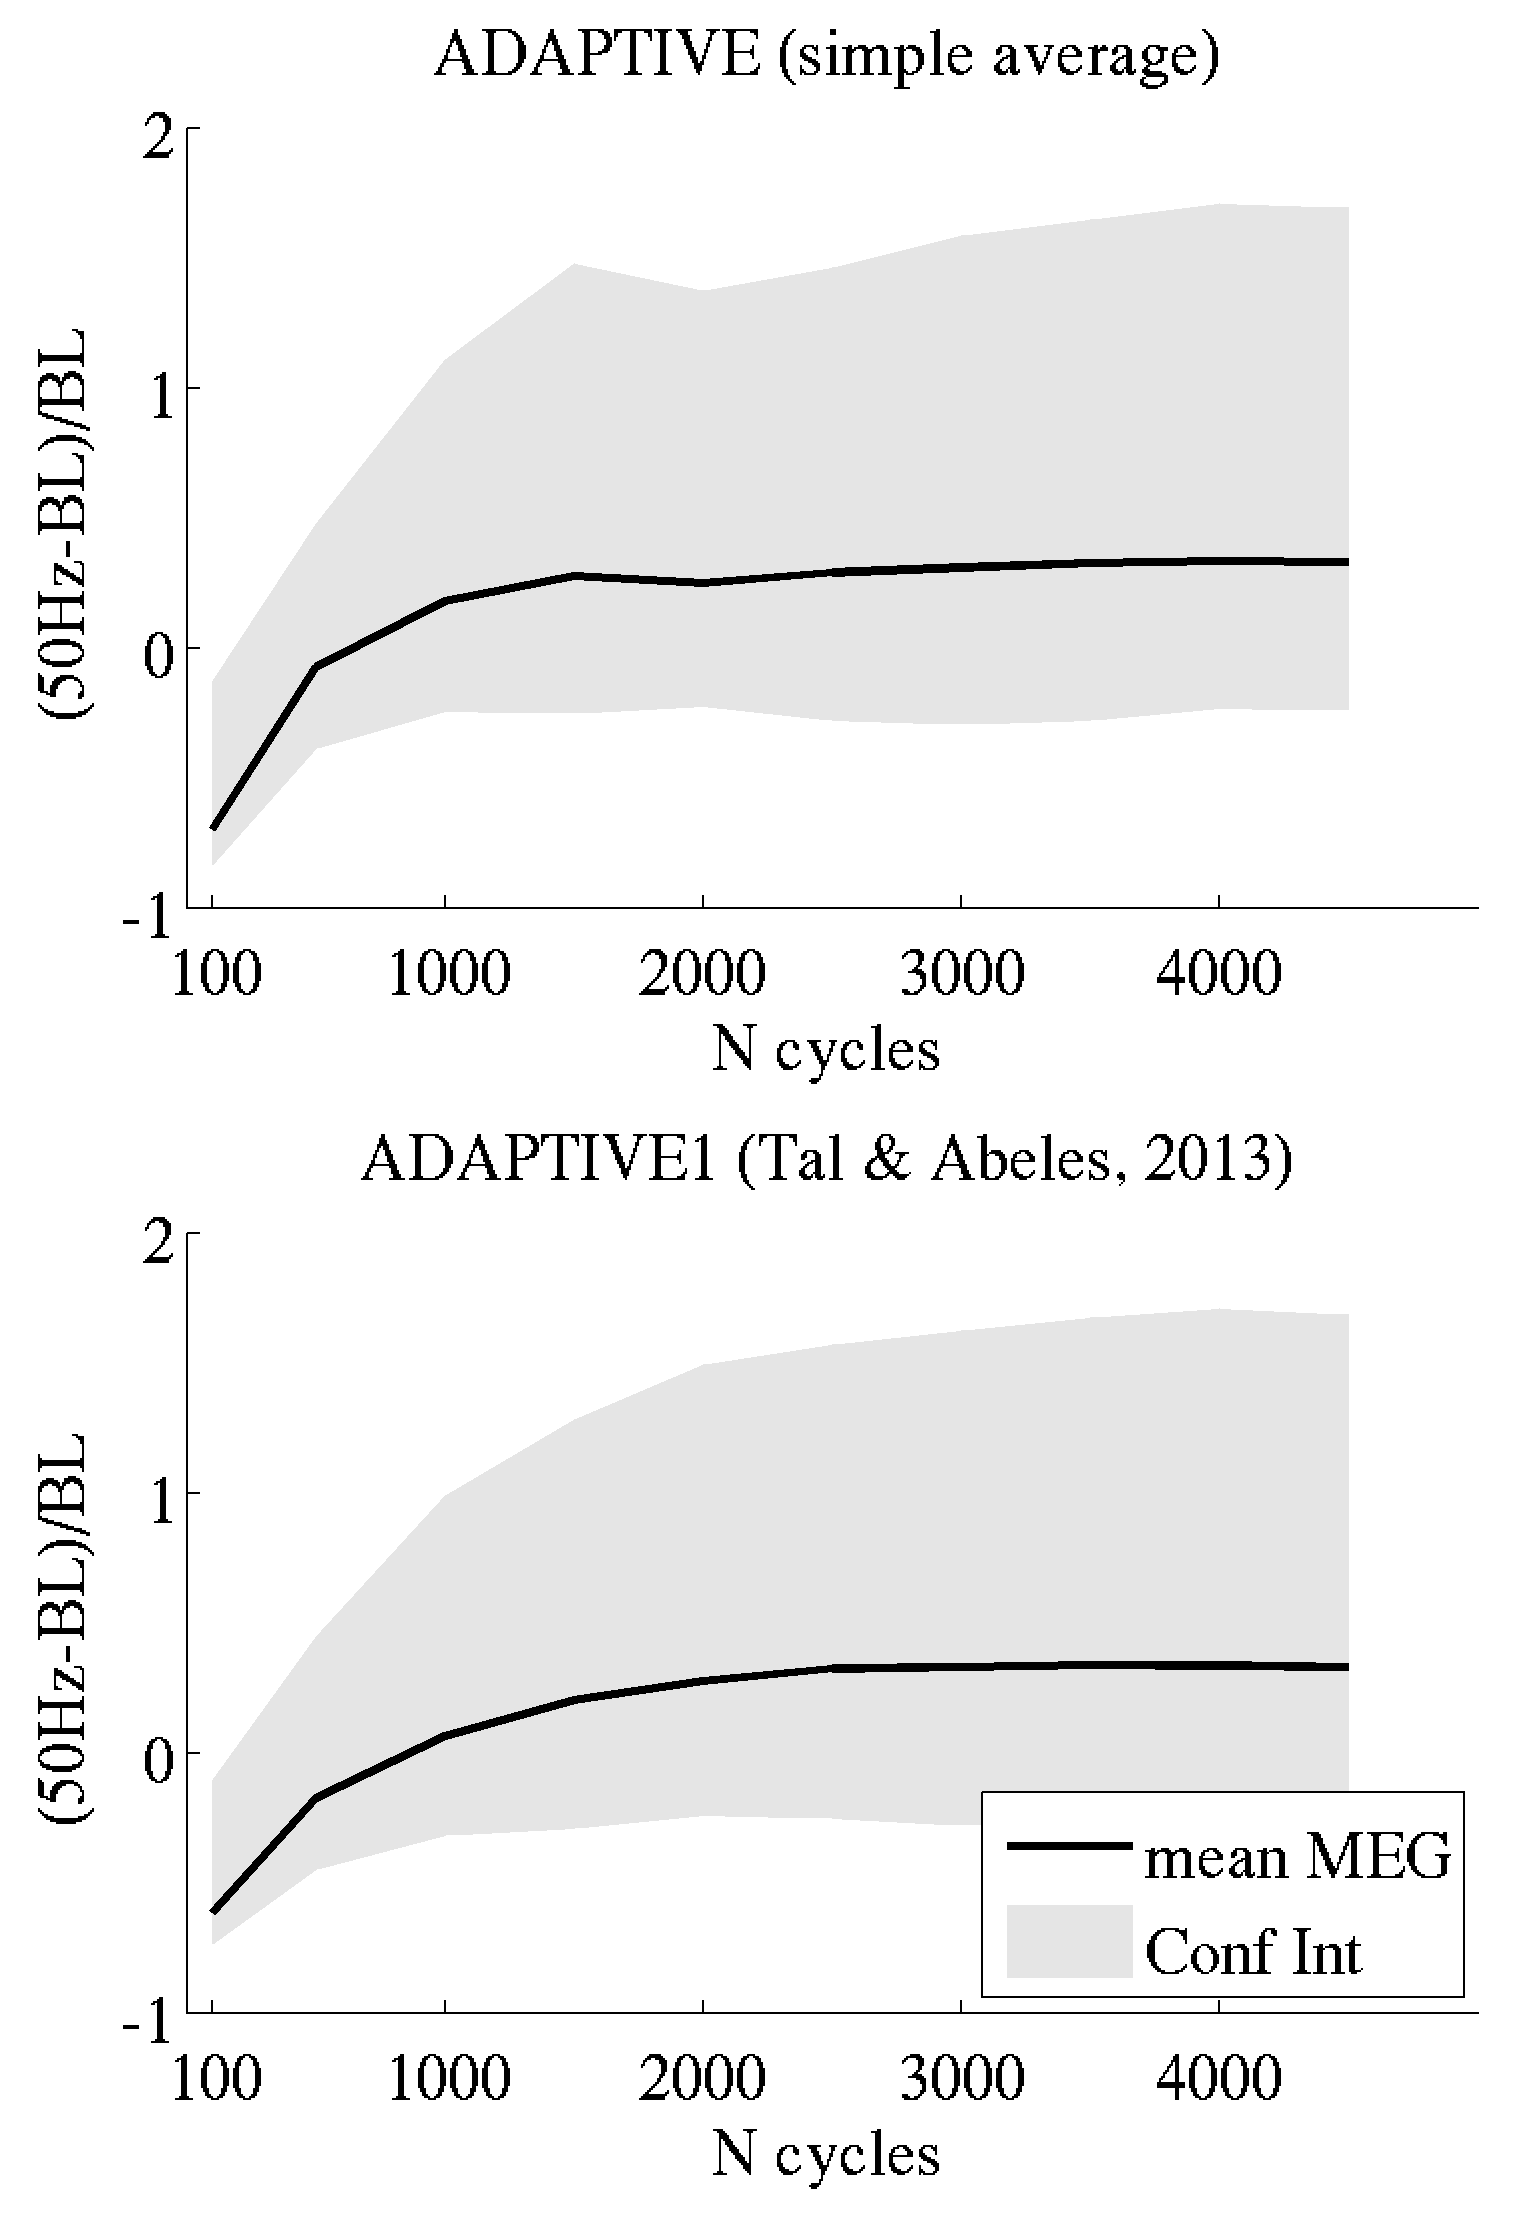 ADAPTIVE (simple average)
2
1
0
-1
(50Hz-BL)/BL
100 1000 2000 3000 4000
N cycles
ADAPTIVE1 (Tal & Abeles, 2013)
2
1
0
-1
(50Hz-BL)/BL
mean MEG
Conf Int
100 1000 2000 3000 4000
N cycles